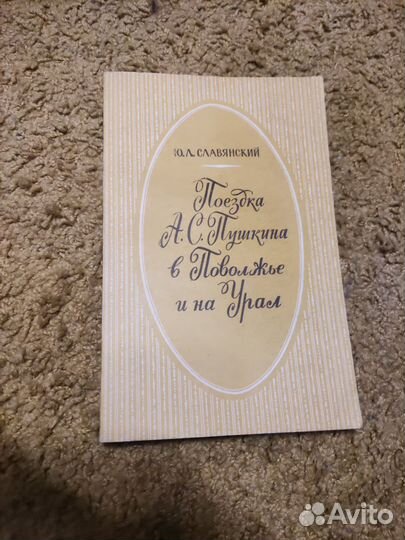 Ю.Л. СЛАВЯНСКИЙ
Поездка
А.С.Пушкина
в Поволжье
и на Урал
Avito